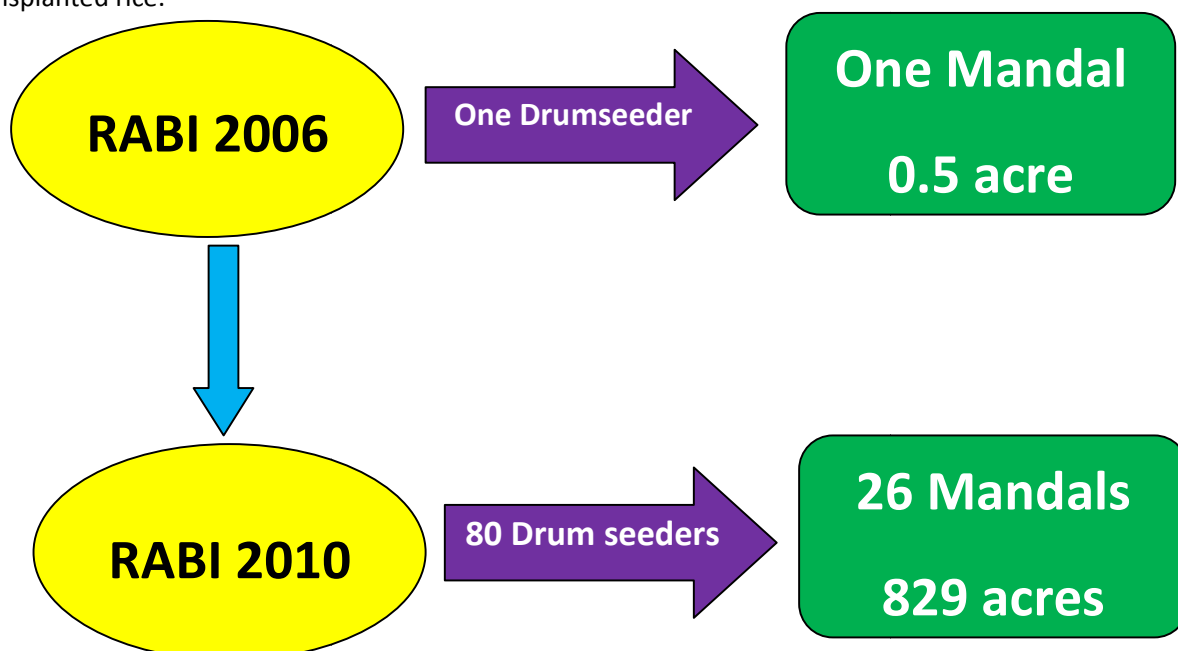 RABI 2006
One Drumseeder
One Mandal
0.5 acre
RABI 2010
80 Drum seeders
26 Mandals
829 acres